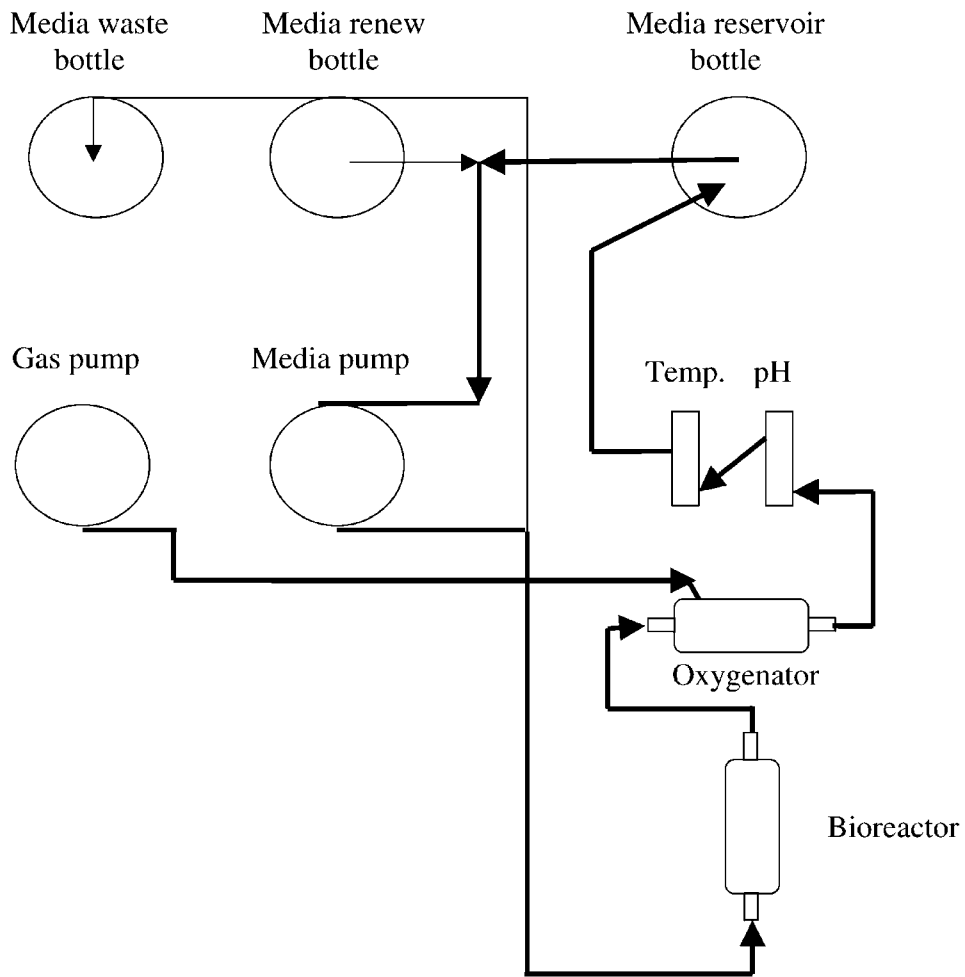 Media waste
bottle
Media renew
bottle
Media reservoir
bottle
Gas pump
Media pump
Temp.
pH
Oxygenator
Bioreactor